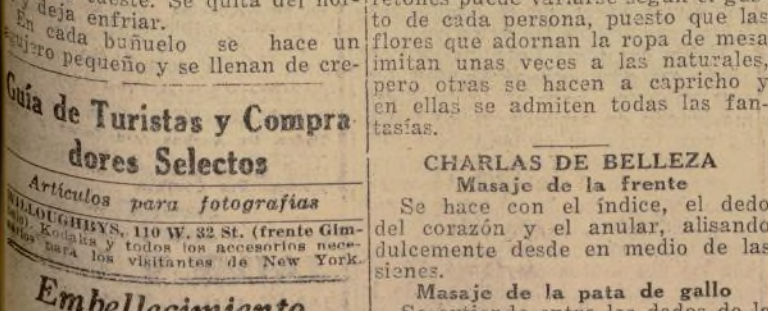 deja enfriar.
En cada buñuelo se hace un
agujero pequeño y se llenan de cre-
Guía de Turistas y Compra
dores Selectos
Artículos para fotografías
WILLOUGHBYS, 110 W. 32 St. (frente Gim-
Kodaks y todos los accesorios nece-
sarios para los visitantes de New York.
Embellecimiento
to de cada persona, puesto que las
flores que adornan la ropa de mesa
imitan unas veces a las naturales,
pero otras se hacen a capricho y
en ellas se admiten todas las fan-
tasías.
CHARLAS DE BELLEZA
Masaje de la frente
Se hace con el índice, el dedo
del corazón y el anular, alisando
dulcemente desde en medio de las
sienes.
Masaje de la pata de gallo